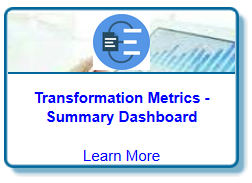 Transformation Metrics -
Summary Dashboard
Learn More